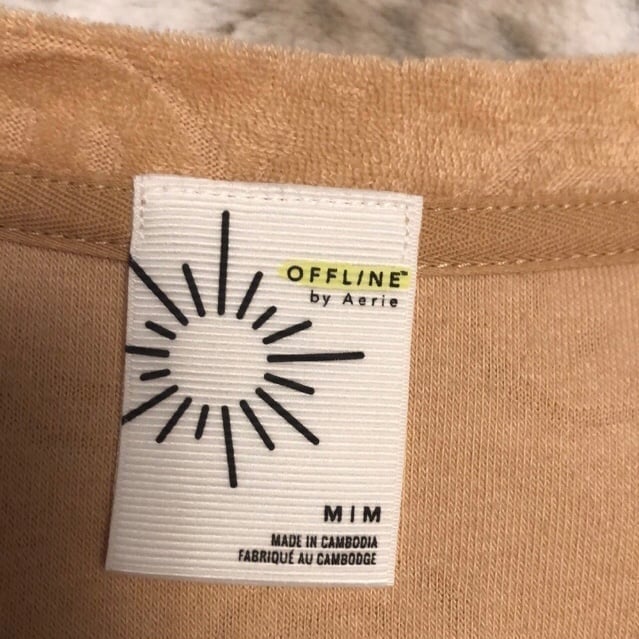 OFFLINE™
by Aerie
M | M
MADE IN CAMBODIA
FABRIQUÉ AU CAMBODGE